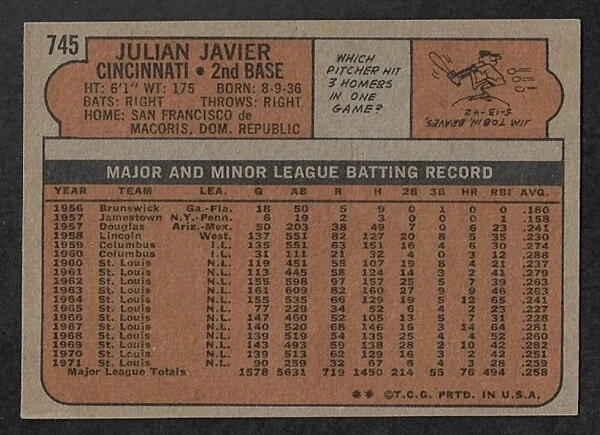 745
JULIAN JAVIER
CINCINNATI • 2nd BASE
HT: 6'1" WT: 175 BORN: 8-9-36
BATS: RIGHT THROWS: RIGHT
HOME: SAN FRANCISCO de
MACORIS, DOM. REPUBLIC
WHICH
PITCHER HIT
3 HOMERS
IN ONE
GAME?
JIM TOBIN, BRAVES,
5-13-42
MAJOR AND MINOR LEAGUE BATTING RECORD
YEAR TEAM LEA. G AB R H 2B 3B HR RBI AVG.
1956 Brunswick Ga.-Fla. 18 50 5 9 0 1 0 0 .180
1957 Jamestown N.Y.-Penn. 6 19 2 3 0 0 0 1 .158
1957 Douglas Ariz.-Mex. 50 203 38 49 7 0 6 23 .241
1958 Lincoln West. 137 551 82 127 20 8 6 35 .230
1959 Columbus I.L. 135 551 63 151 16 4 6 30 .274
1960 Columbus I.L. 31 111 21 32 4 0 3 12 .288
1960 St. Louis N.L. 119 451 55 107 19 8 4 21 .237
1961 St. Louis N.L. 113 445 58 124 14 3 2 41 .279
1962 St. Louis N.L. 155 598 97 157 25 5 7 39 .263
1963 St. Louis N.L. 161 609 82 160 27 9 9 46 .263
1964 St. Louis N.L. 155 535 66 129 19 5 12 65 .241
1965 St. Louis N.L. 77 229 34 52 6 4 2 23 .227
1966 St. Louis N.L. 147 460 52 105 13 5 7 31 .228
1967 St. Louis N.L. 140 520 68 146 16 3 14 64 .281
1968 St. Louis N.L. 139 519 54 135 25 4 4 52 .260
1969 St. Louis N.L. 143 493 59 139 28 2 10 42 .282
1970 St. Louis N.L. 139 513 62 129 16 3 2 42 .251
1971 St. Louis N.L. 90 259 32 67 6 4 3 28 .259
Major League Totals 1578 5631 719 1450 214 55 76 494 .258
** ©T.C.G. PRTD. IN U.S.A.